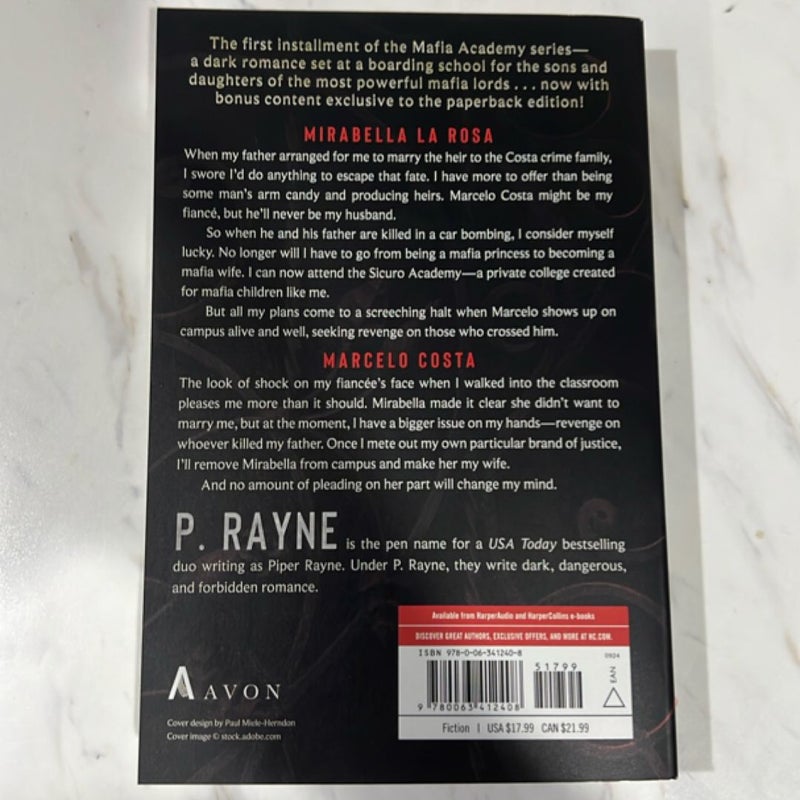 The first installment of the Mafia Academy series—
a dark romance set at a boarding school for the sons and
daughters of the most powerful mafia lords . . . now with
bonus content exclusive to the paperback edition!
MIRABELLA LA ROSA
When my father arranged for me to marry the heir to the Costa crime family,
I swore I'd do anything to escape that fate. I have more to offer than being
some man's arm candy and producing heirs. Marcelo Costa might be my
fiancé, but he'll never be my husband.
So when he and his father are killed in a car bombing, I consider myself
lucky. No longer will I have to go from being a mafia princess to becoming a
mafia wife. I can now attend the Sicuro Academy—a private college created
for mafia children like me.
But all my plans come to a screeching halt when Marcelo shows up on
campus alive and well, seeking revenge on those who crossed him.
MARCELO COSTA
The look of shock on my fiancée's face when I walked into the classroom
pleases me more than it should. Mirabella made it clear she didn't want to
marry me, but at the moment, I have a bigger issue on my hands—revenge on
whoever killed my father. Once I mete out my own particular brand of justice,
I'll remove Mirabella from campus and make her my wife.
And no amount of pleading on her part will change my mind.
P. RAYNE is the pen name for a USA Today bestselling
duo writing as Piper Rayne. Under P. Rayne, they write dark, dangerous,
and forbidden romance.
Available from HarperAudio and HarperCollins e-books
DISCOVER GREAT AUTHORS, EXCLUSIVE OFFERS, AND MORE AT HC.COM.
ISBN 978-0-06-341240-8
51799
0924
EAN
9 780063 412408
Fiction | USA $17.99 CAN $21.99
AVON
Cover design by Paul Miele-Herndon
Cover image © stock.adobe.com